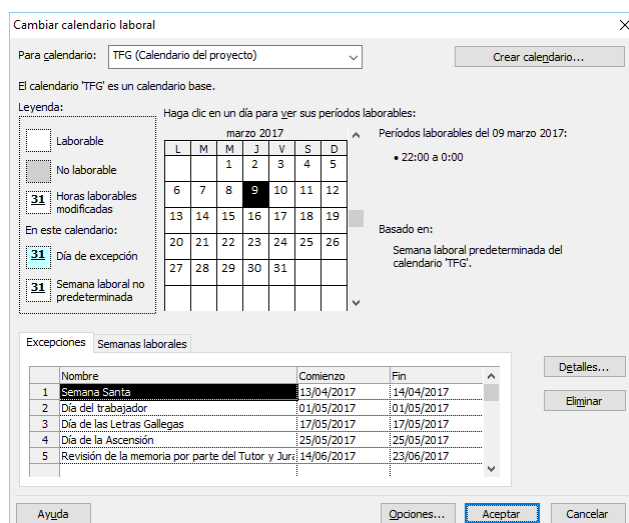 Cambiar calendario laboral
Para calendario: TFG (Calendario del proyecto) Crear calendario...
El calendario 'TFG' es un calendario base.
Leyenda:
Laborable
No laborable
31 Horas laborables
modificadas
En este calendario:
31 Día de excepción
31 Semana laboral no
predeterminada
Haga clic en un día para ver sus períodos laborables:
marzo 2017
L M M J V S D
1 2 3 4 5
6 7 8 9 10 11 12
13 14 15 16 17 18 19
20 21 22 23 24 25 26
27 28 29 30 31
Períodos laborables del 09 marzo 2017:
• 22:00 a 0:00
Basado en:
Semana laboral predeterminada del
calendario 'TFG'.
Excepciones Semanas laborales
Nombre Comienzo Fin
1 Semana Santa 13/04/2017 14/04/2017
2 Día del trabajador 01/05/2017 01/05/2017
3 Día de las Letras Gallegas 17/05/2017 17/05/2017
4 Día de la Ascensión 25/05/2017 25/05/2017
5 Revisión de la memoria por parte del Tutor y Jura 14/06/2017 23/06/2017
Detalles...
Eliminar
Ayuda Opciones... Aceptar Cancelar